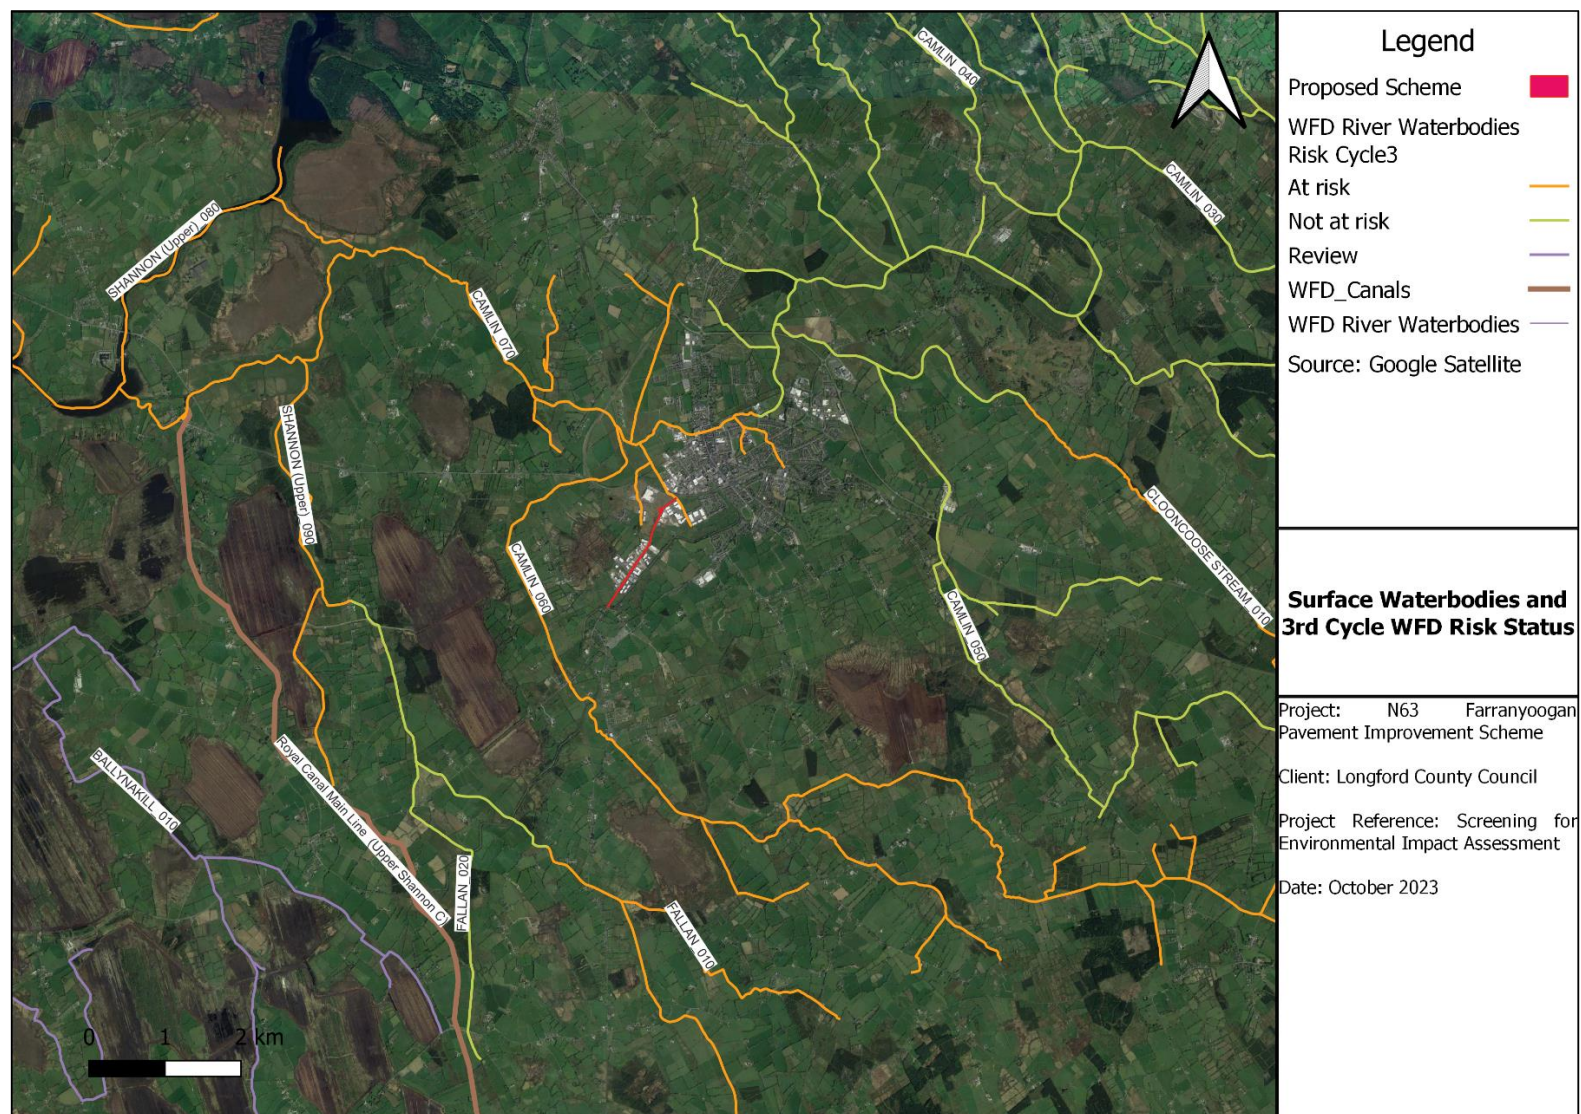 CAMLIN_040
CAMLIN_030
SHANNON (Upper)_080
CAMLIN_070
SHANNON (Upper)_090
CAMLIN_060
CLOONCOOSE STREAM_010
CAMLIN_050
BALLYNAKILL_010
Royal Canal Main Line (Upper Shannon C)
FALLAN_020
FALLAN_010
0 1 2 km
Legend
Proposed Scheme
WFD River Waterbodies
Risk Cycle3
At risk
Not at risk
Review
WFD_Canals
WFD River Waterbodies
Source: Google Satellite
Surface Waterbodies and
3rd Cycle WFD Risk Status
Project: N63 Farranyoogan
Pavement Improvement Scheme
Client: Longford County Council
Project Reference: Screening for
Environmental Impact Assessment
Date: October 2023